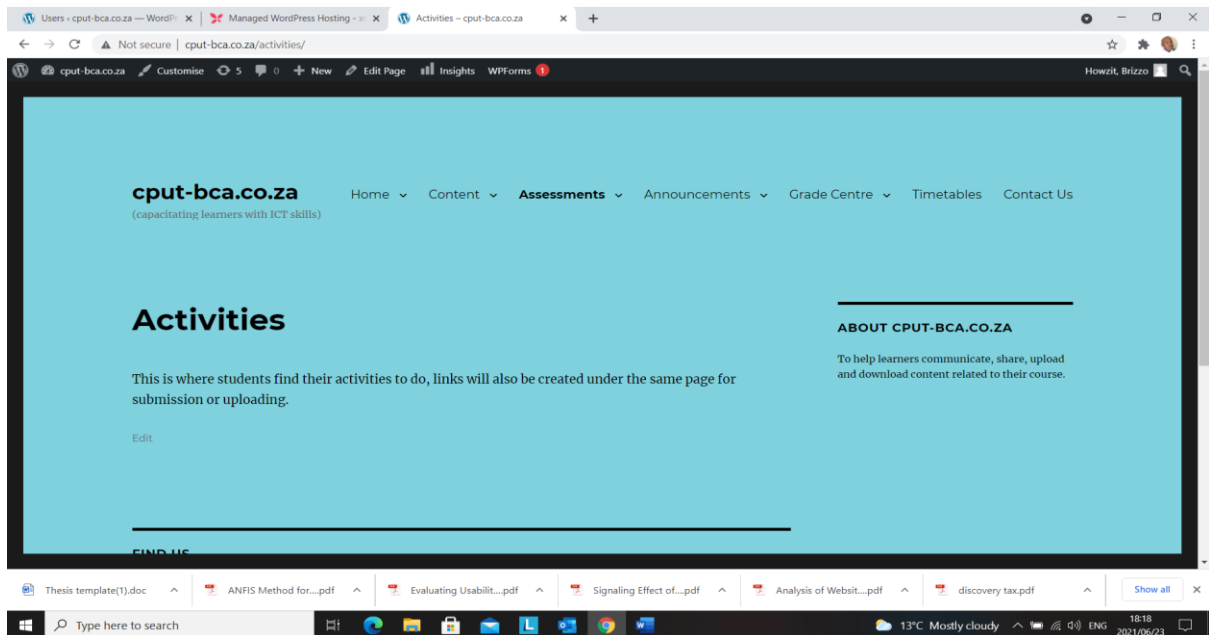 Users ‹ cput-bca.co.za — WordPr
Managed WordPress Hosting - x
Activities – cput-bca.co.za
Not secure | cput-bca.co.za/activities/
cput-bca.co.za Customise 5 0 + New Edit Page Insights WPForms 1 Howzit, Brizzo
cput-bca.co.za
(capacitating learners with ICT skills)
Home Content Assessments Announcements Grade Centre Timetables Contact Us
Activities
This is where students find their activities to do, links will also be created under the same page for
submission or uploading.
Edit
ABOUT CPUT-BCA.CO.ZA
To help learners communicate, share, upload
and download content related to their course.
FIND US
Thesis template(1).doc ANFIS Method for....pdf Evaluating Usabilit....pdf Signaling Effect of....pdf Analysis of Websit....pdf discovery tax.pdf Show all
Type here to search
13°C Mostly cloudy ENG
18:18
2021/06/23